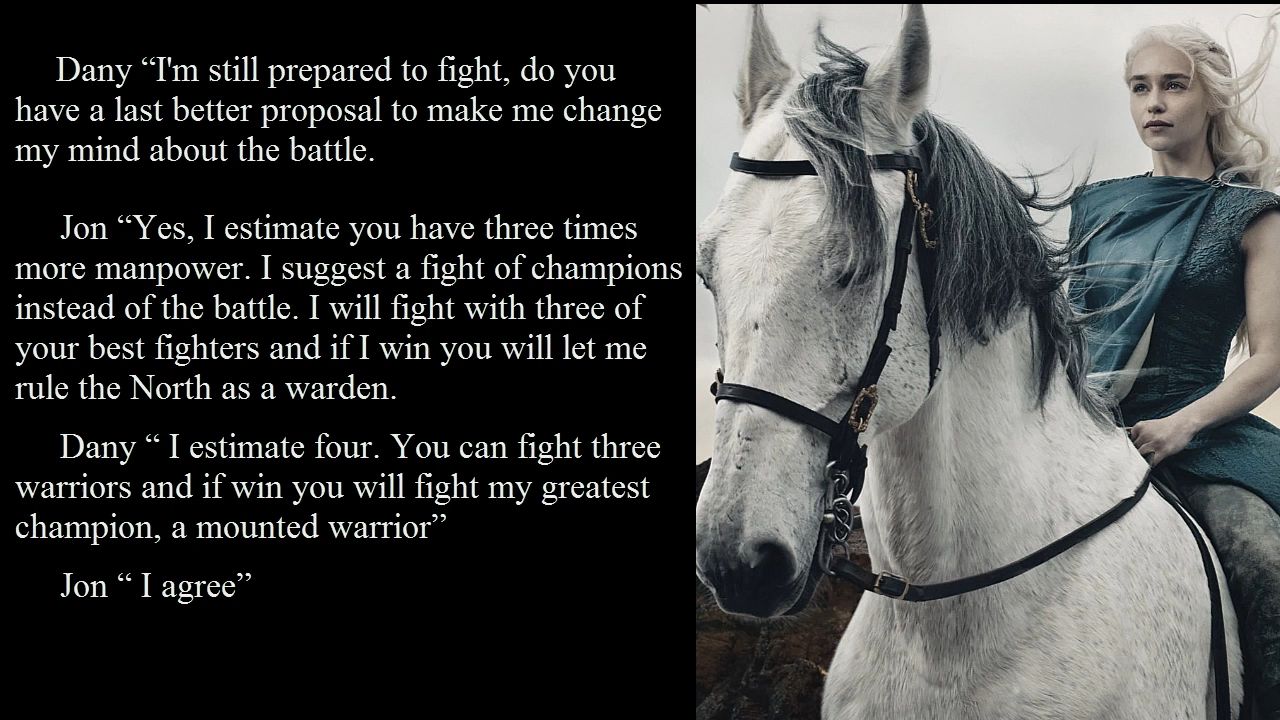 Dany “I'm still prepared to fight, do you
have a last better proposal to make me change
my mind about the battle.
Jon “Yes, I estimate you have three times
more manpower. I suggest a fight of champions
instead of the battle. I will fight with three of
your best fighters and if I win you will let me
rule the North as a warden.
Dany “ I estimate four. You can fight three
warriors and if win you will fight my greatest
champion, a mounted warrior”
Jon “ I agree”